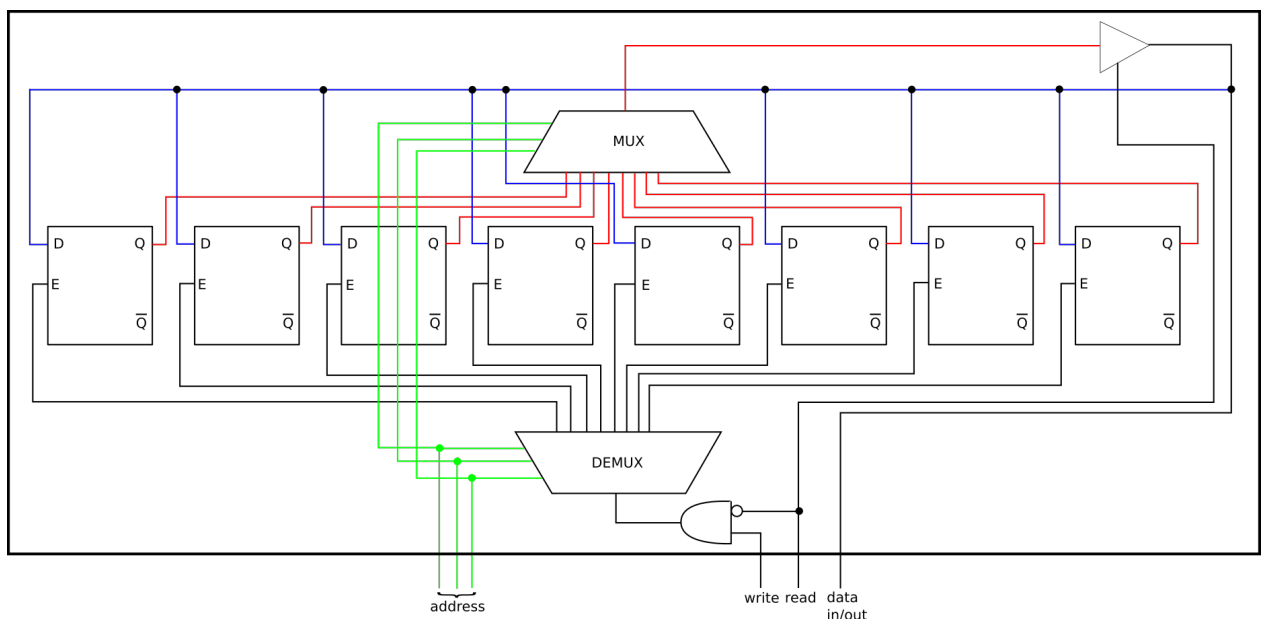 MUX
D Q D Q D Q D Q D Q D Q D Q D Q
E E E E E E E E
Q̅ Q̅ Q̅ Q̅ Q̅ Q̅ Q̅ Q̅
DEMUX
address
write read data
in/out